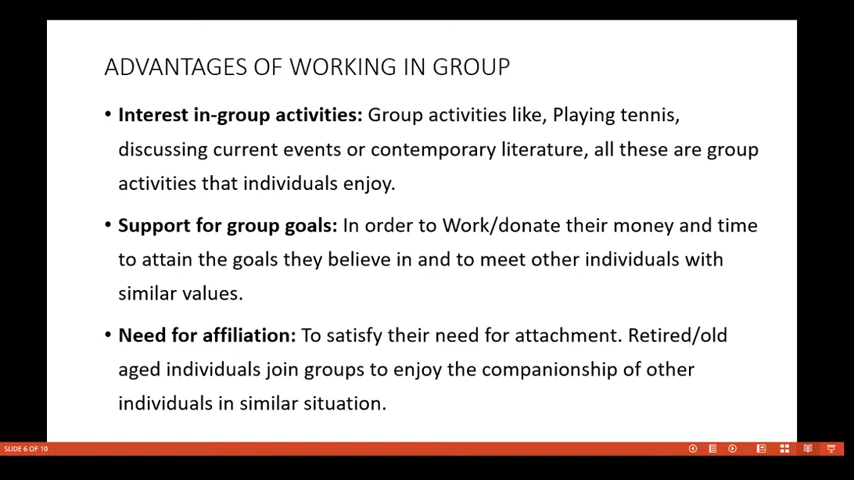 ADVANTAGES OF WORKING IN GROUP
• Interest in-group activities: Group activities like, Playing tennis,
discussing current events or contemporary literature, all these are group
activities that individuals enjoy.
• Support for group goals: In order to Work/donate their money and time
to attain the goals they believe in and to meet other individuals with
similar values.
• Need for affiliation: To satisfy their need for attachment. Retired/old
aged individuals join groups to enjoy the companionship of other
individuals in similar situation.
SLIDE 6 OF 10